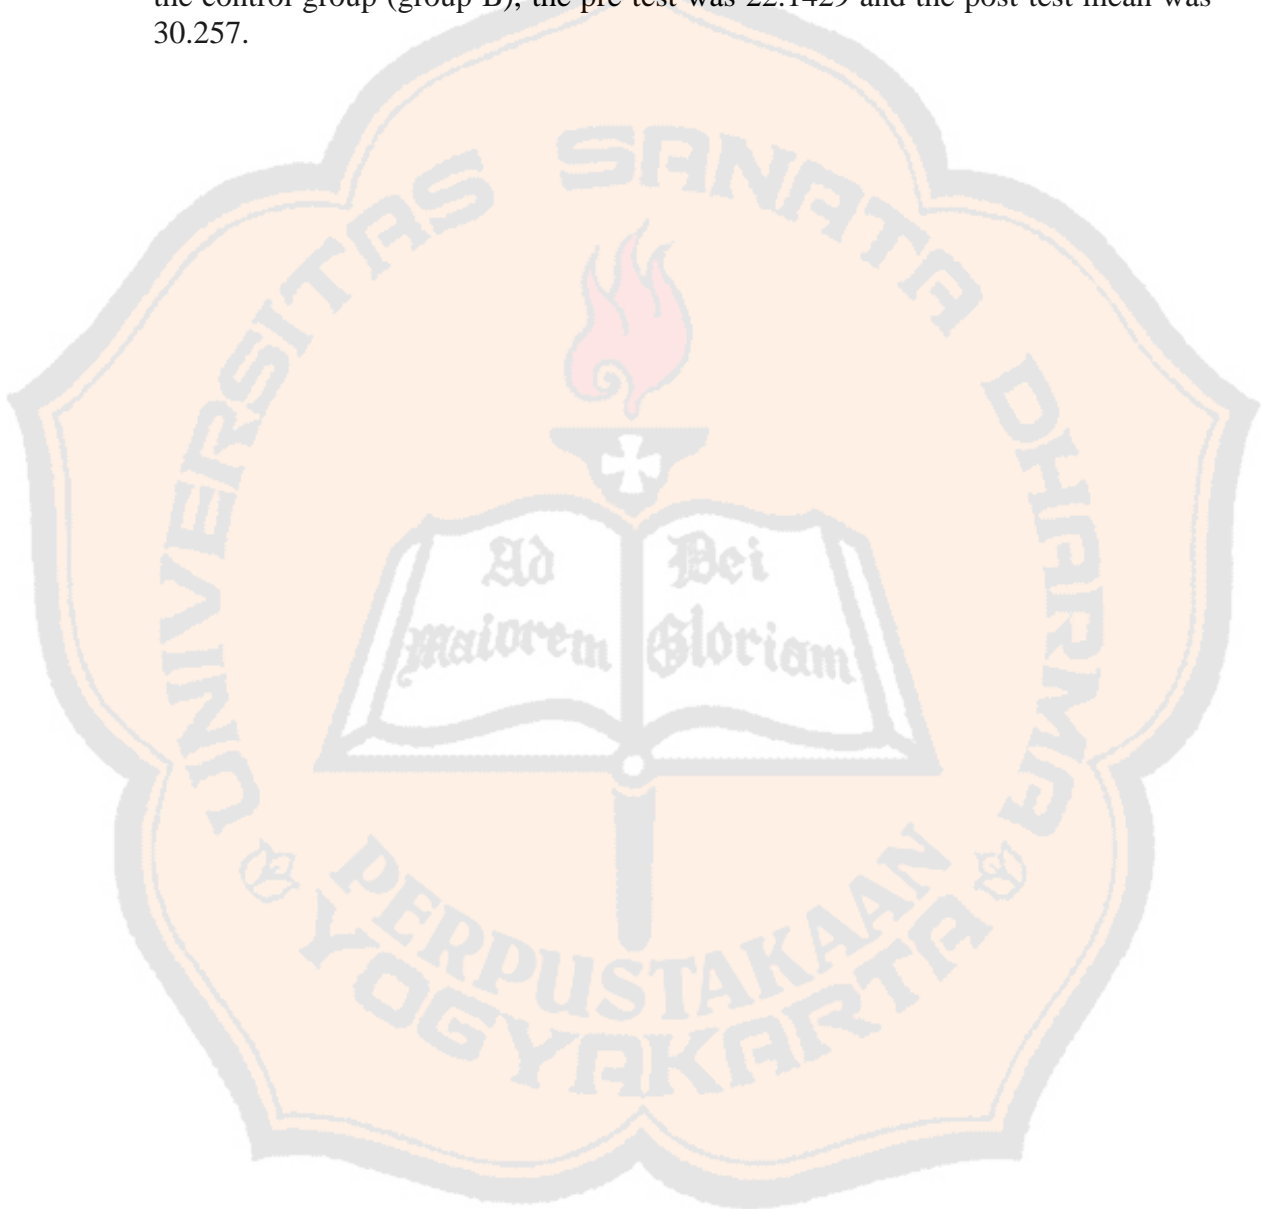 the control group (group B), the pre-test was 22.1429 and the post-test mean was
30.257.
UNIVERSITAS SANATA DHARMA
Ad Dei
Maiorem Gloriam
PERPUSTAKAAN
YOGYAKARTA